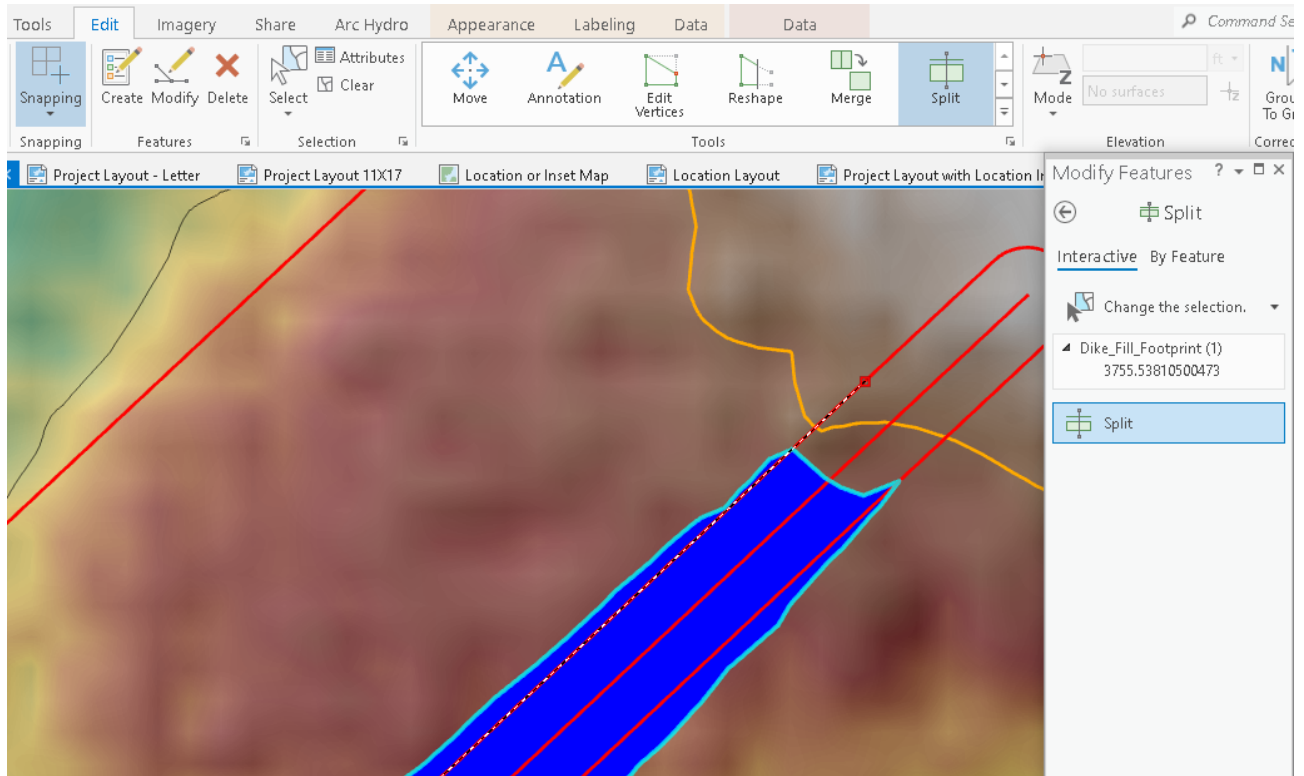 Tools Edit Imagery Share Arc Hydro Appearance Labeling Data Data Command Se
Snapping Create Modify Delete Select Attributes Clear Move Annotation Edit Vertices Reshape Merge Split Mode Z ft No surfaces Grou To Gr
Snapping Features Selection Tools Elevation Correc
Project Layout - Letter Project Layout 11X17 Location or Inset Map Location Layout Project Layout with Location In
Modify Features ?
Split
Interactive By Feature
Change the selection.
Dike_Fill_Footprint (1)
3755.53810500473
Split